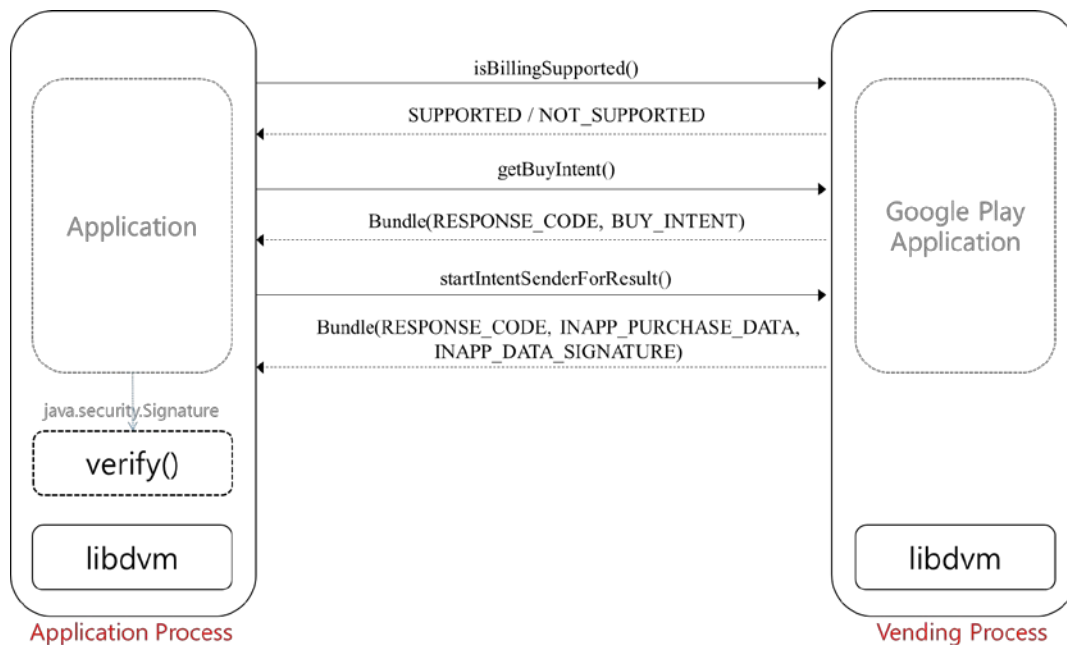 isBillingSupported()
SUPPORTED / NOT_SUPPORTED
getBuyIntent()
Application
Bundle(RESPONSE_CODE, BUY_INTENT)
Google Play
Application
startIntentSenderForResult()
Bundle(RESPONSE_CODE, INAPP_PURCHASE_DATA,
INAPP_DATA_SIGNATURE)
java.security.Signature
verify()
libdvm
libdvm
Application Process
Vending Process